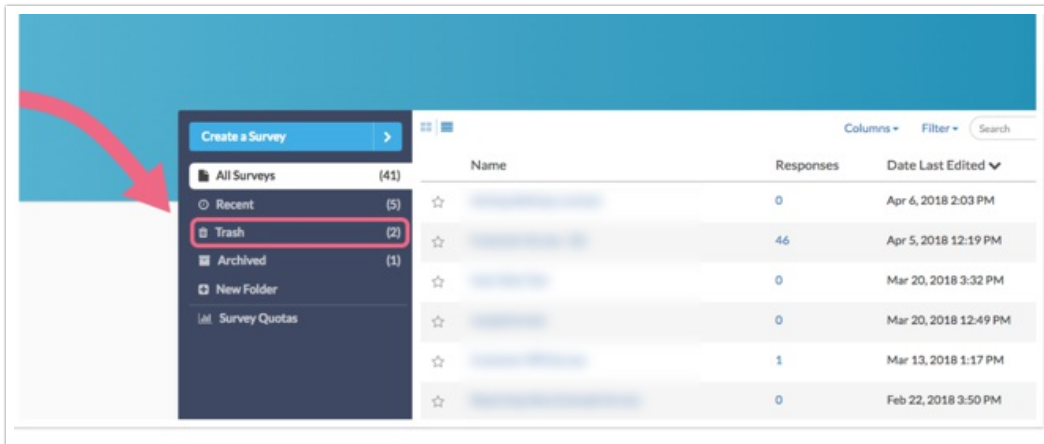 Create a Survey
All Surveys (41)
Recent (5)
Trash (2)
Archived (1)
New Folder
Survey Quotas
Columns Filter Search
Name Responses Date Last Edited
0 Apr 6, 2018 2:03 PM
46 Apr 5, 2018 12:19 PM
0 Mar 20, 2018 3:32 PM
0 Mar 20, 2018 12:49 PM
1 Mar 13, 2018 1:17 PM
0 Feb 22, 2018 3:50 PM